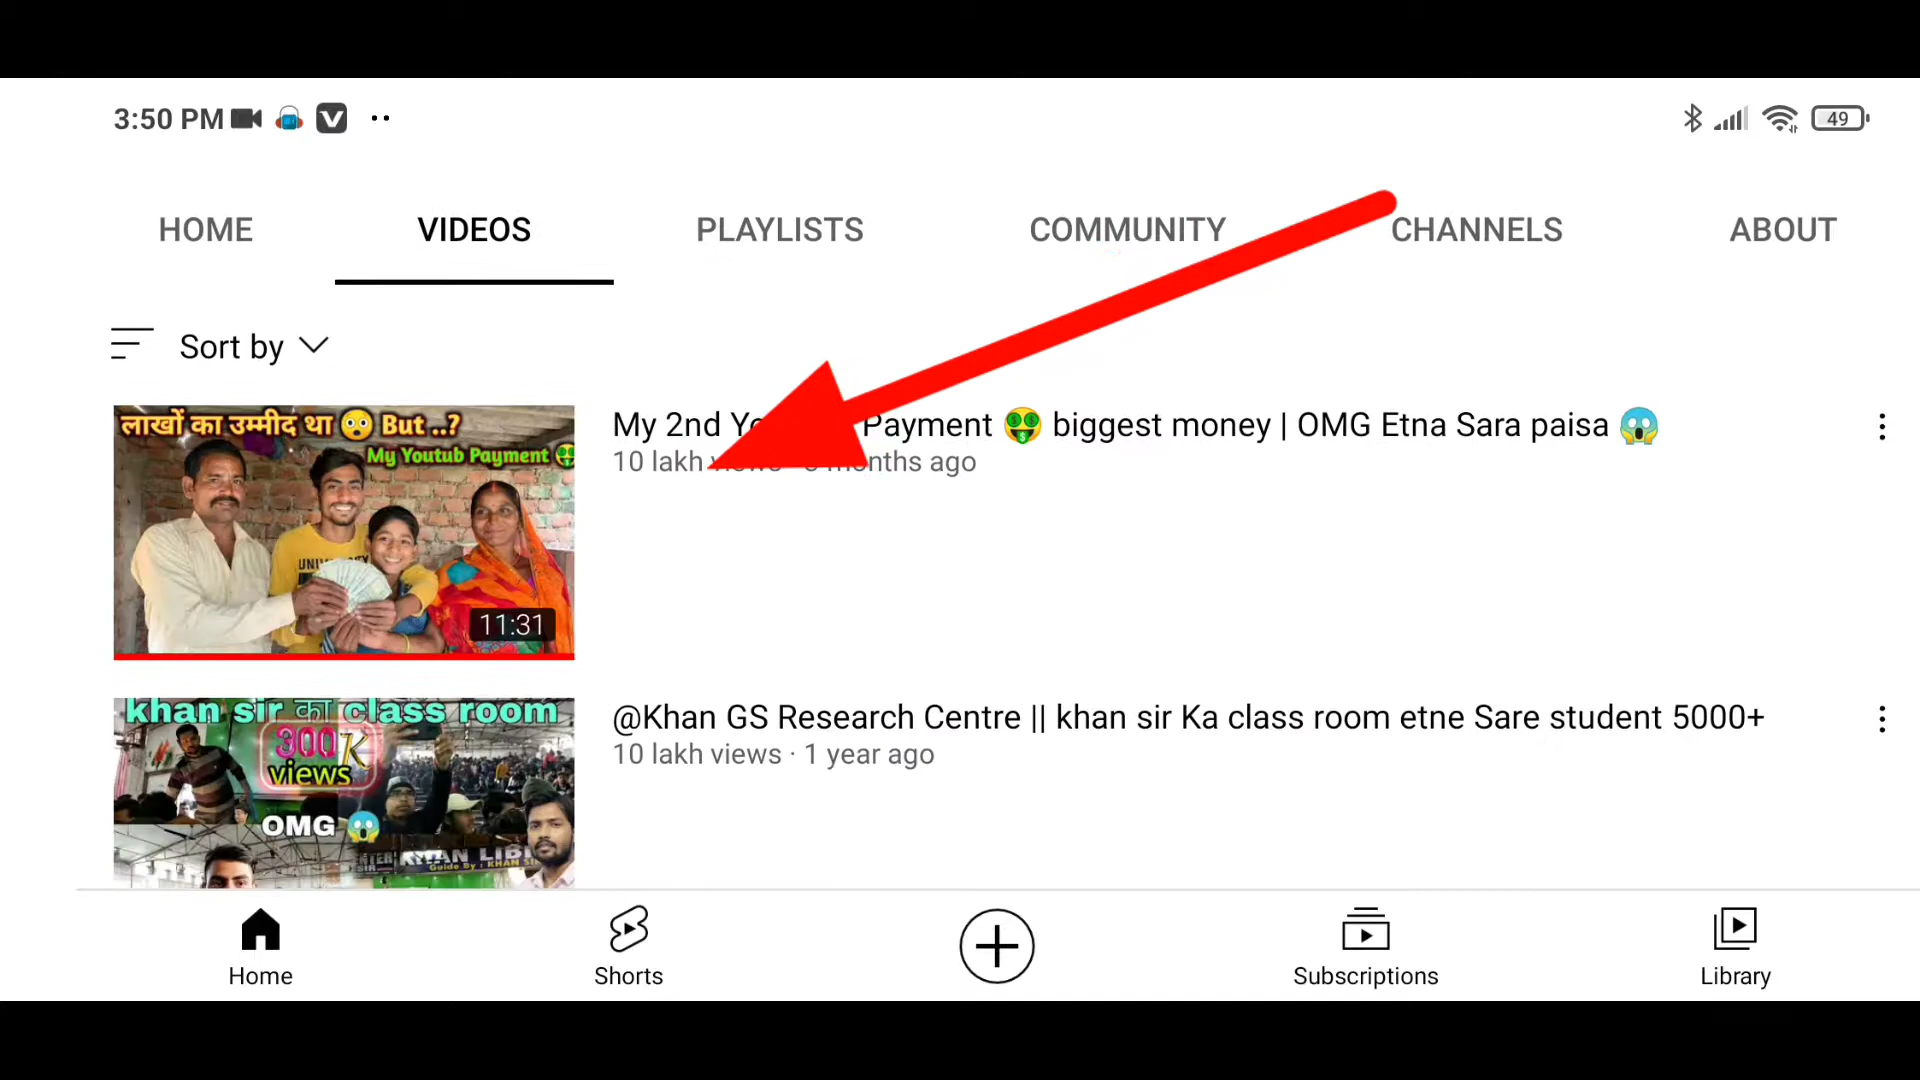 3:50 PM
49
HOME VIDEOS PLAYLISTS COMMUNITY CHANNELS ABOUT
Sort by
लाखों का उम्मीद था 😳 But ..?
My Youtub Payment 🤑
11:31
My 2nd Payment 🤑 biggest money | OMG Etna Sara paisa 😱
10 lakh views · months ago
khan sir का class room
300K
views
OMG 😱
@Khan GS Research Centre || khan sir Ka class room etne Sare student 5000+
10 lakh views · 1 year ago
Home Shorts Subscriptions Library